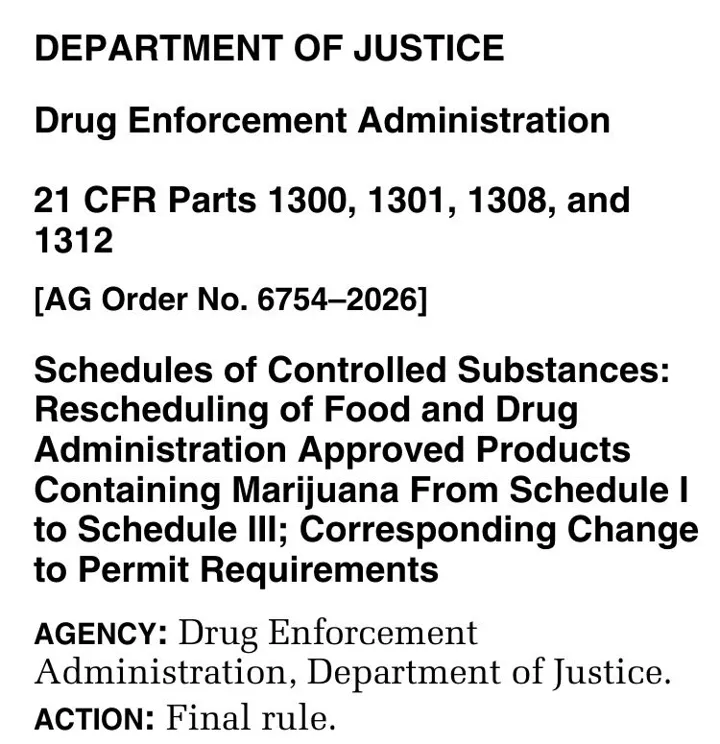 DEPARTMENT OF JUSTICE
Drug Enforcement Administration
21 CFR Parts 1300, 1301, 1308, and
1312
[AG Order No. 6754–2026]
Schedules of Controlled Substances:
Rescheduling of Food and Drug
Administration Approved Products
Containing Marijuana From Schedule I
to Schedule III; Corresponding Change
to Permit Requirements
AGENCY: Drug Enforcement
Administration, Department of Justice.
ACTION: Final rule.